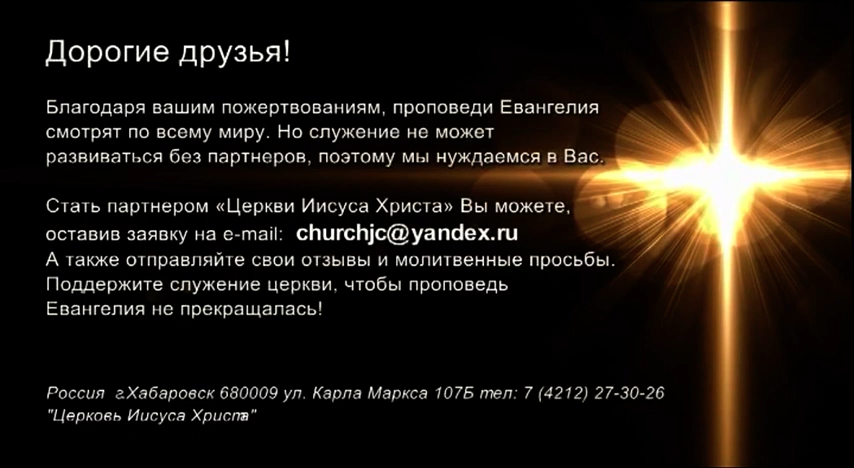 Дорогие друзья!
Благодаря вашим пожертвованиям, проповеди Евангелия
смотрят по всему миру. Но служение не может
развиваться без партнеров, поэтому мы нуждаемся в Вас.
Стать партнером «Церкви Иисуса Христа» Вы можете,
оставив заявку на e-mail: churchjc@yandex.ru
А также отправляйте свои отзывы и молитвенные просьбы.
Поддержите служение церкви, чтобы проповедь
Евангелия не прекращалась!
Россия г.Хабаровск 680009 ул. Карла Маркса 107Б тел: 7 (4212) 27-30-26
"Церковь Иисуса Христа"